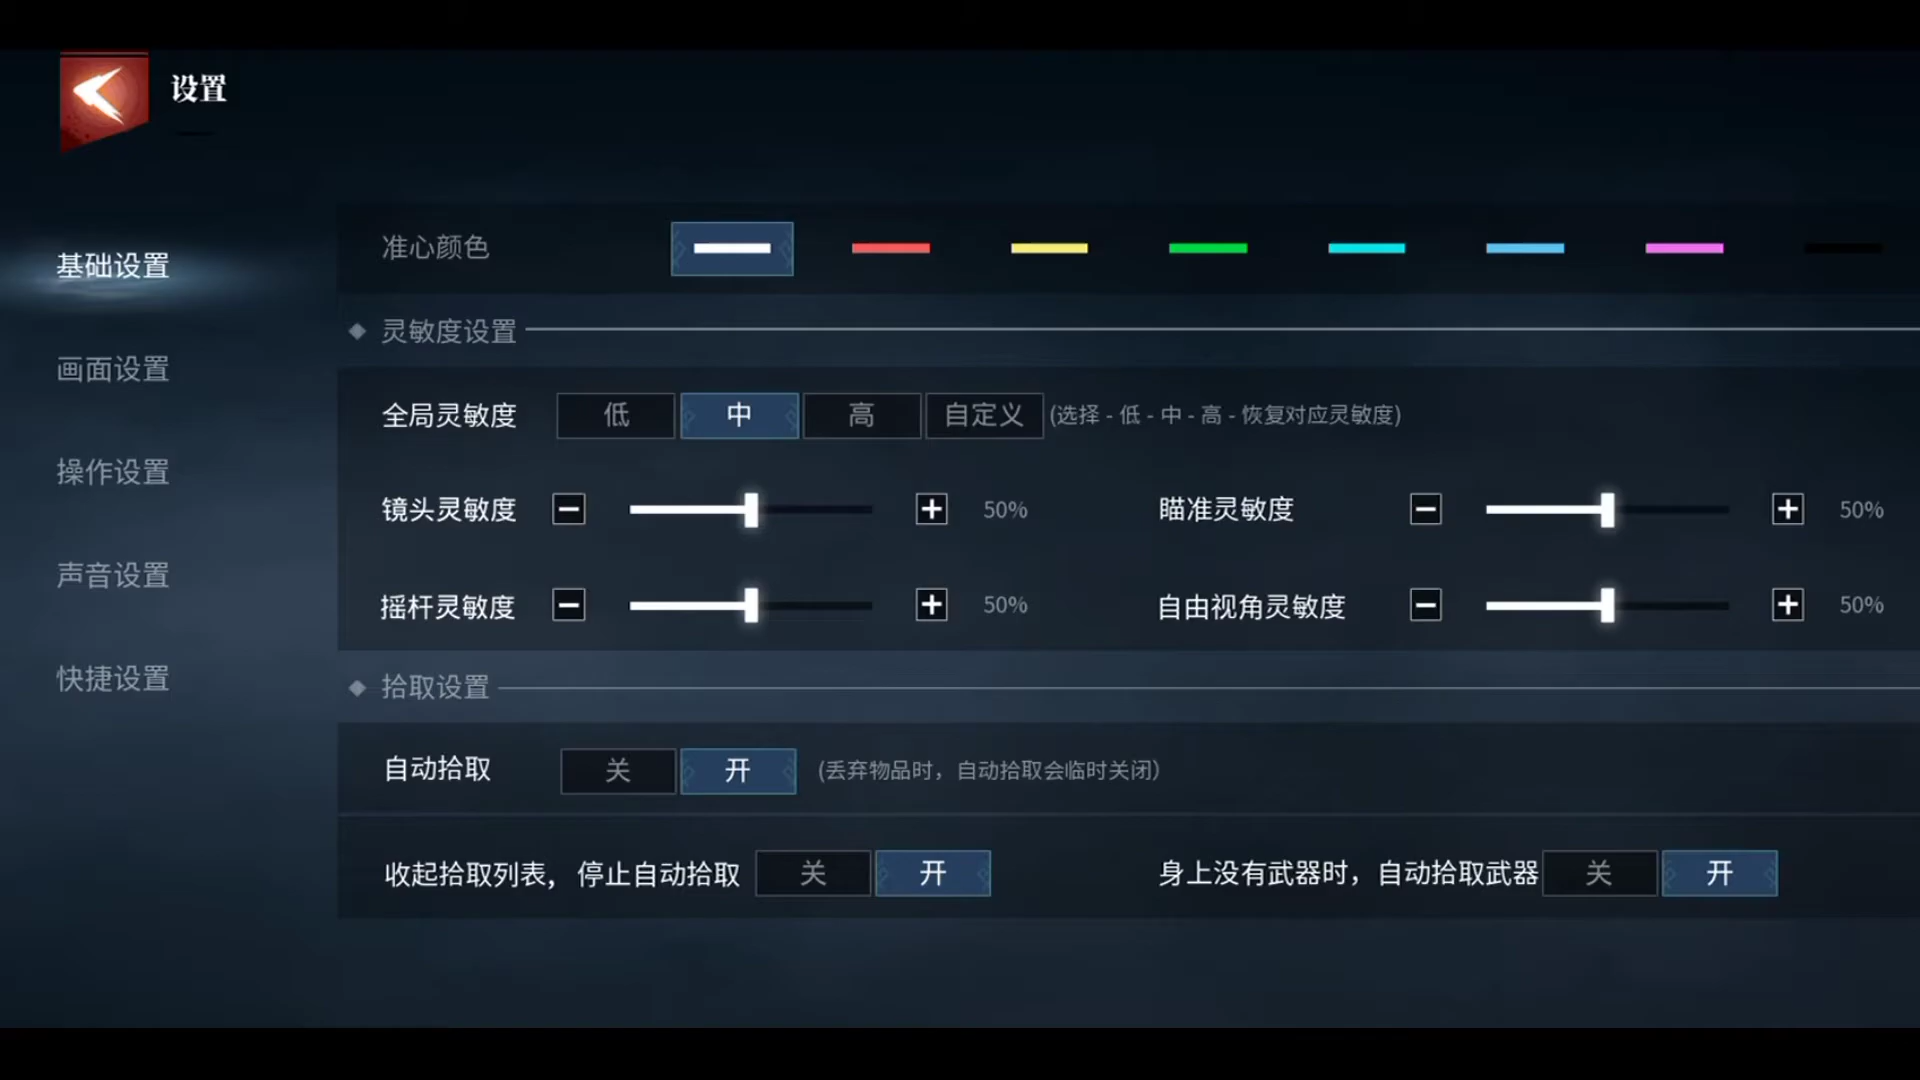 设置
基础设置
画面设置
操作设置
声音设置
快捷设置
准心颜色
灵敏度设置
全局灵敏度 低 中 高 自定义 (选择 - 低 - 中 - 高 - 恢复对应灵敏度)
镜头灵敏度 50% 瞄准灵敏度 50%
摇杆灵敏度 50% 自由视角灵敏度 50%
拾取设置
自动拾取 关 开 (丢弃物品时，自动拾取会临时关闭)
收起拾取列表，停止自动拾取 关 开 身上没有武器时，自动拾取武器 关 开